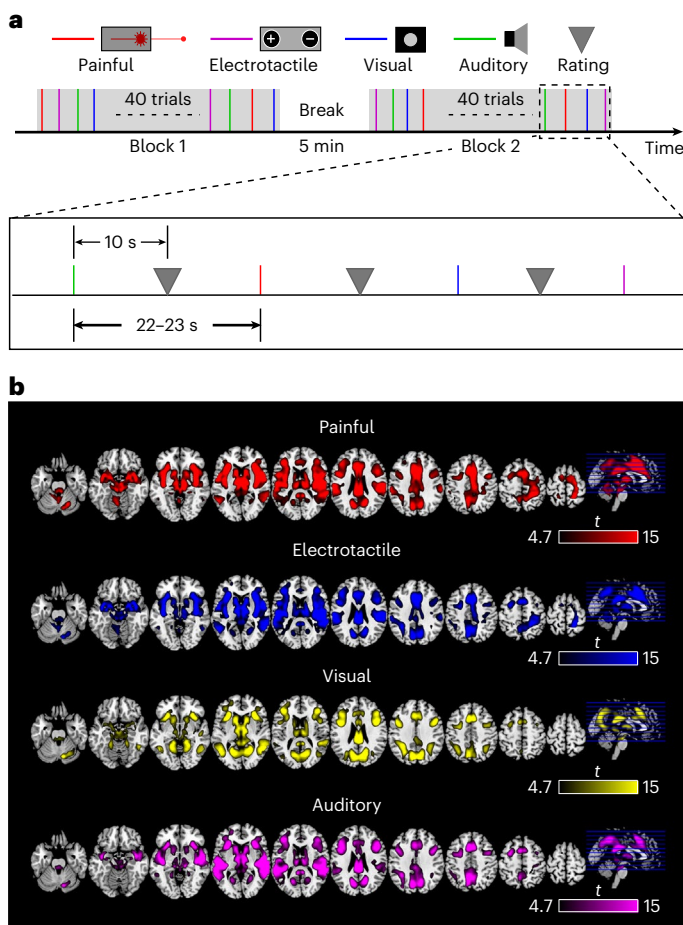 a
+ −
Painful Electrotactile Visual Auditory Rating
40 trials Break 40 trials
Block 1 5 min Block 2 Time
10 s
22–23 s
b
Painful
t
4.7 15
Electrotactile
t
4.7 15
Visual
t
4.7 15
Auditory
t
4.7 15